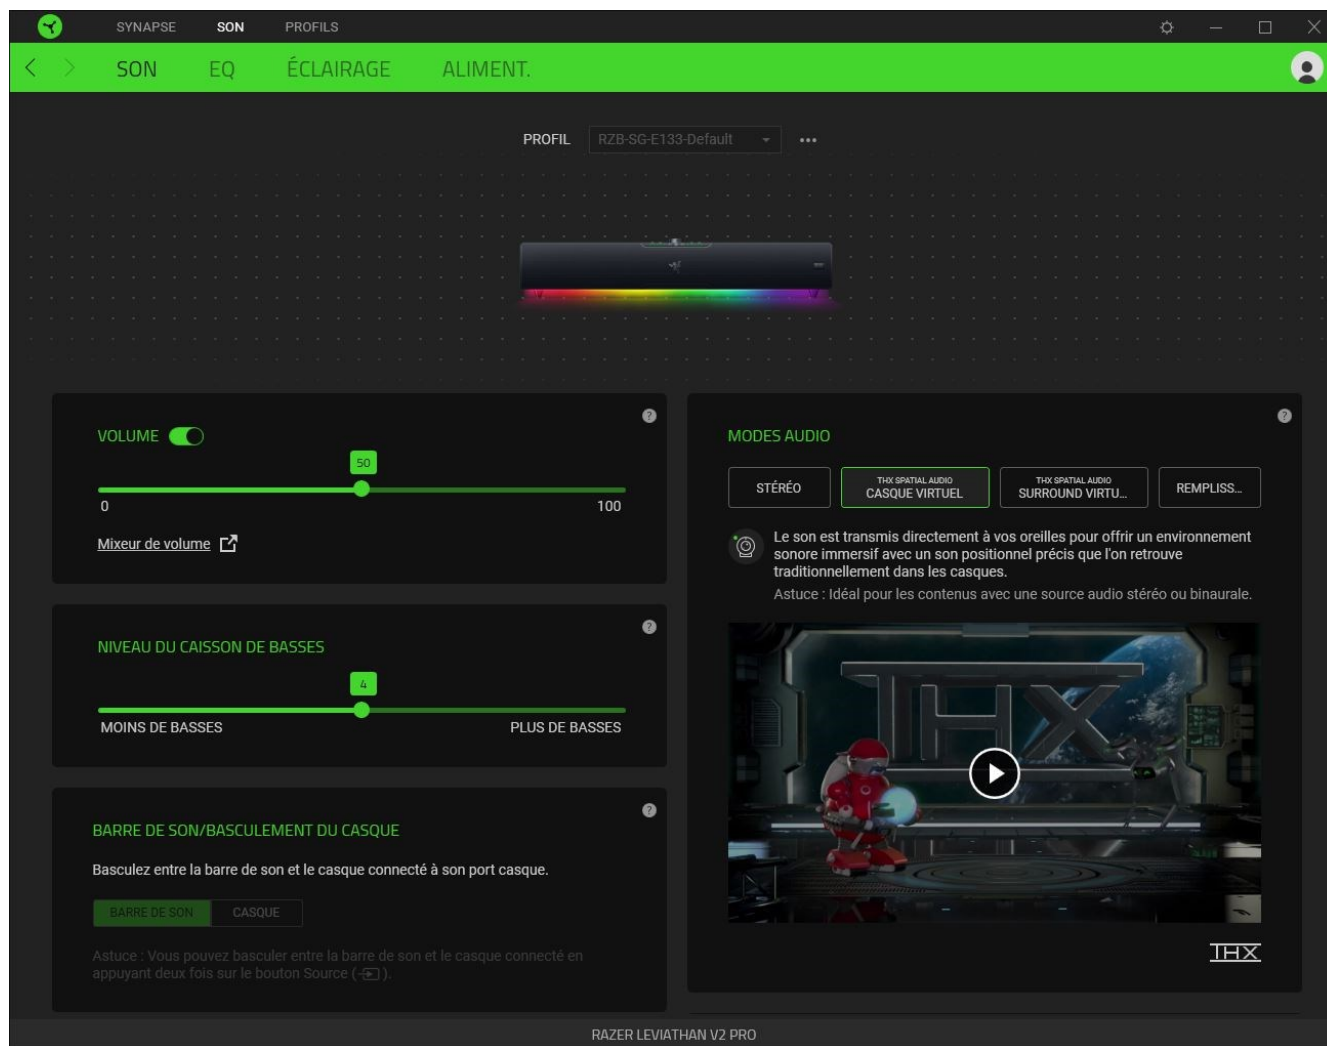 SYNAPSE SON PROFILS
SON EQ ÉCLAIRAGE ALIMENT.
PROFIL RZB-SG-E133-Default
VOLUME
50
0 100
Mixeur de volume
NIVEAU DU CAISSON DE BASSES
4
MOINS DE BASSES PLUS DE BASSES
BARRE DE SON/BASCULEMENT DU CASQUE
Basculez entre la barre de son et le casque connecté à son port casque.
BARRE DE SON CASQUE
Astuce : Vous pouvez basculer entre la barre de son et le casque connecté en
appuyant deux fois sur le bouton Source ( ).
MODES AUDIO
STÉRÉO
THX SPATIAL AUDIO
CASQUE VIRTUEL
THX SPATIAL AUDIO
SURROUND VIRTU...
REMPLISS...
Le son est transmis directement à vos oreilles pour offrir un environnement
sonore immersif avec un son positionnel précis que l'on retrouve
traditionnellement dans les casques.
Astuce : Idéal pour les contenus avec une source audio stéréo ou binaurale.
THX
THX
RAZER LEVIATHAN V2 PRO